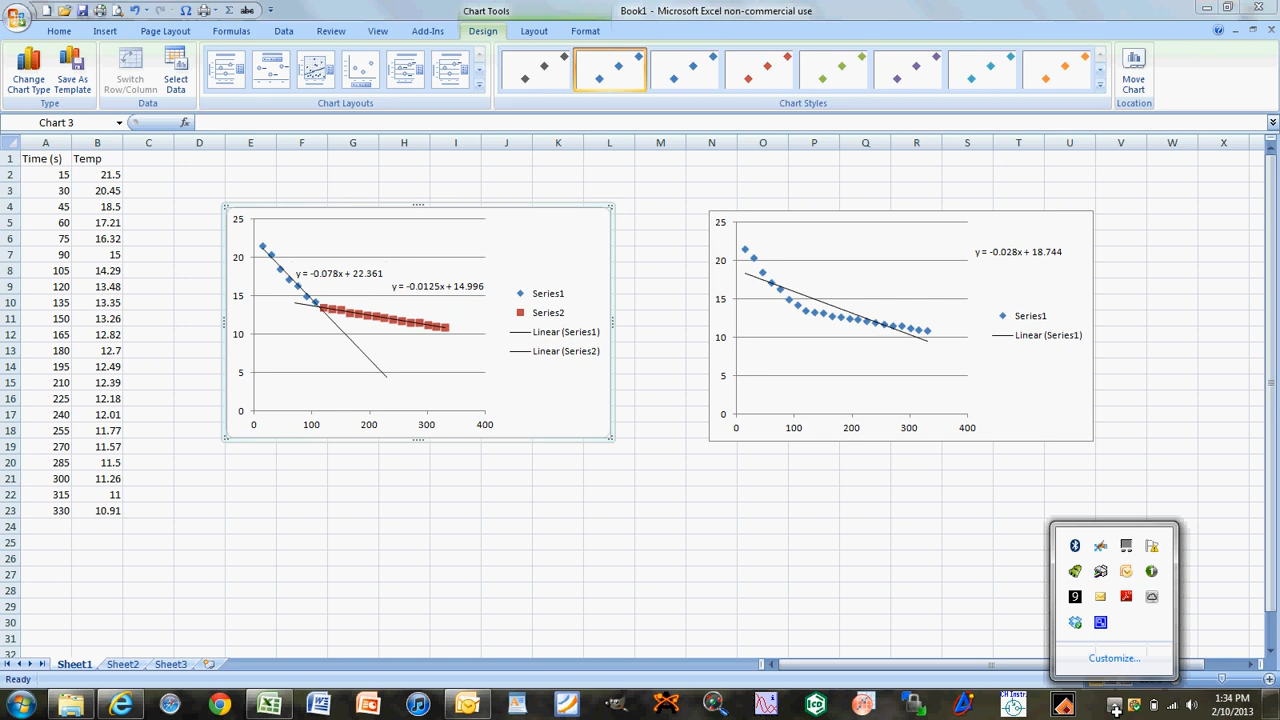 Chart Tools
Book1 - Microsoft Excel non-commercial use
Home Insert Page Layout Formulas Data Review View Add-Ins Design Layout Format
Change Chart Type
Save As Template
Switch Row/Column
Select Data
Move Chart
Type Data Chart Layouts Chart Styles Location
Chart 3
fx
A B C D E F G H I J K L M N O P Q R S T U V W X
1 Time (s) Temp
2 15 21.5
3 30 20.45
4 45 18.5
5 60 17.21
6 75 16.32
7 90 15
8 105 14.29
9 120 13.48
10 135 13.35
11 150 13.26
12 165 12.82
13 180 12.7
14 195 12.49
15 210 12.39
16 225 12.18
17 240 12.01
18 255 11.77
19 270 11.57
20 285 11.5
21 300 11.26
22 315 11
23 330 10.91
24
25
26
27
28
29
30
31
32
25
20
15
10
5
0
0 100 200 300 400
y = -0.078x + 22.361
y = -0.0125x + 14.996
Series1
Series2
Linear (Series1)
Linear (Series2)
25
20
15
10
5
0
0 100 200 300 400
y = -0.028x + 18.744
Series1
Linear (Series1)
9
Customize...
Sheet1 Sheet2 Sheet3
Ready
ICD
CH Instr.
1:34 PM
2/10/2013